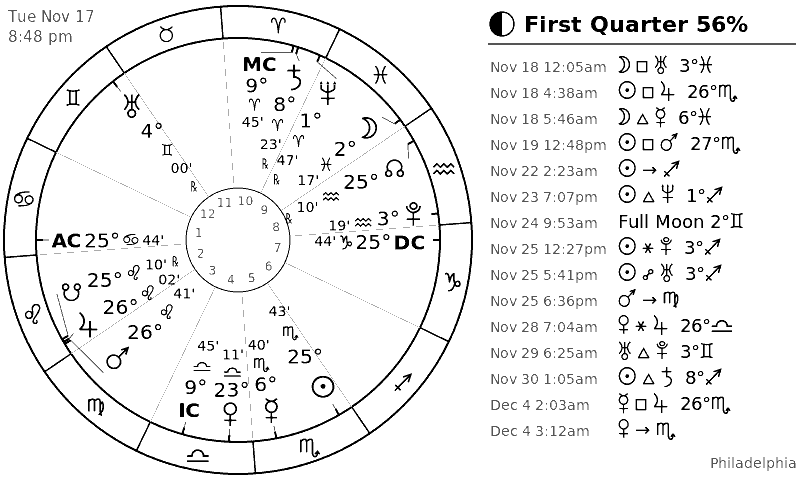 Tue Nov 17
8:48 pm
First Quarter 56%
Nov 18 12:05am ☽ □ ♅ 3°♓
Nov 18 4:38am ☉ □ ♃ 26°♏
Nov 18 5:46am ☽ △ ☿ 6°♓
Nov 19 12:48pm ☉ □ ♂ 27°♏
Nov 22 2:23am ☉ → ♐
Nov 23 7:07pm ☉ △ ♆ 1°♐
Nov 24 9:53am Full Moon 2°♊
Nov 25 12:27pm ☉ ⚹ ⯓ 3°♐
Nov 25 5:41pm ☉ ☍ ♅ 3°♐
Nov 25 6:36pm ♂ → ♍
Nov 28 7:04am ♀ ⚹ ♃ 26°♎
Nov 29 6:25am ♅ △ ⯓ 3°♊
Nov 30 1:05am ☉ △ ♄ 8°♐
Dec 4 2:03am ☿ □ ♃ 26°♏
Dec 4 3:12am ♀ → ♏
Philadelphia
♈
♉
♊
♋
♌
♍
♎
♏
♐
♑
♒
♓
MC 9° ♈ 45'
♄ 8° ♈ 23' ℞
♆ 1° ♈ 47' ℞
☽ 2° ♓ 17'
☊ 25° ♒ 10' ℞
⯓ 3° ♒ 19'
DC 25° ♑ 44'
♅ 4° ♊ 00' ℞
AC 25° ♋ 44'
☋ 25° ♌ 10' ℞
♃ 26° ♌ 02'
♂ 26° ♌ 41'
IC 9° ♎ 45'
♀ 23° ♎ 11'
☿ 6° ♏ 40'
☉ 25° ♏ 43'
1
2
3
4
5
6
7
8
9
10
11
12